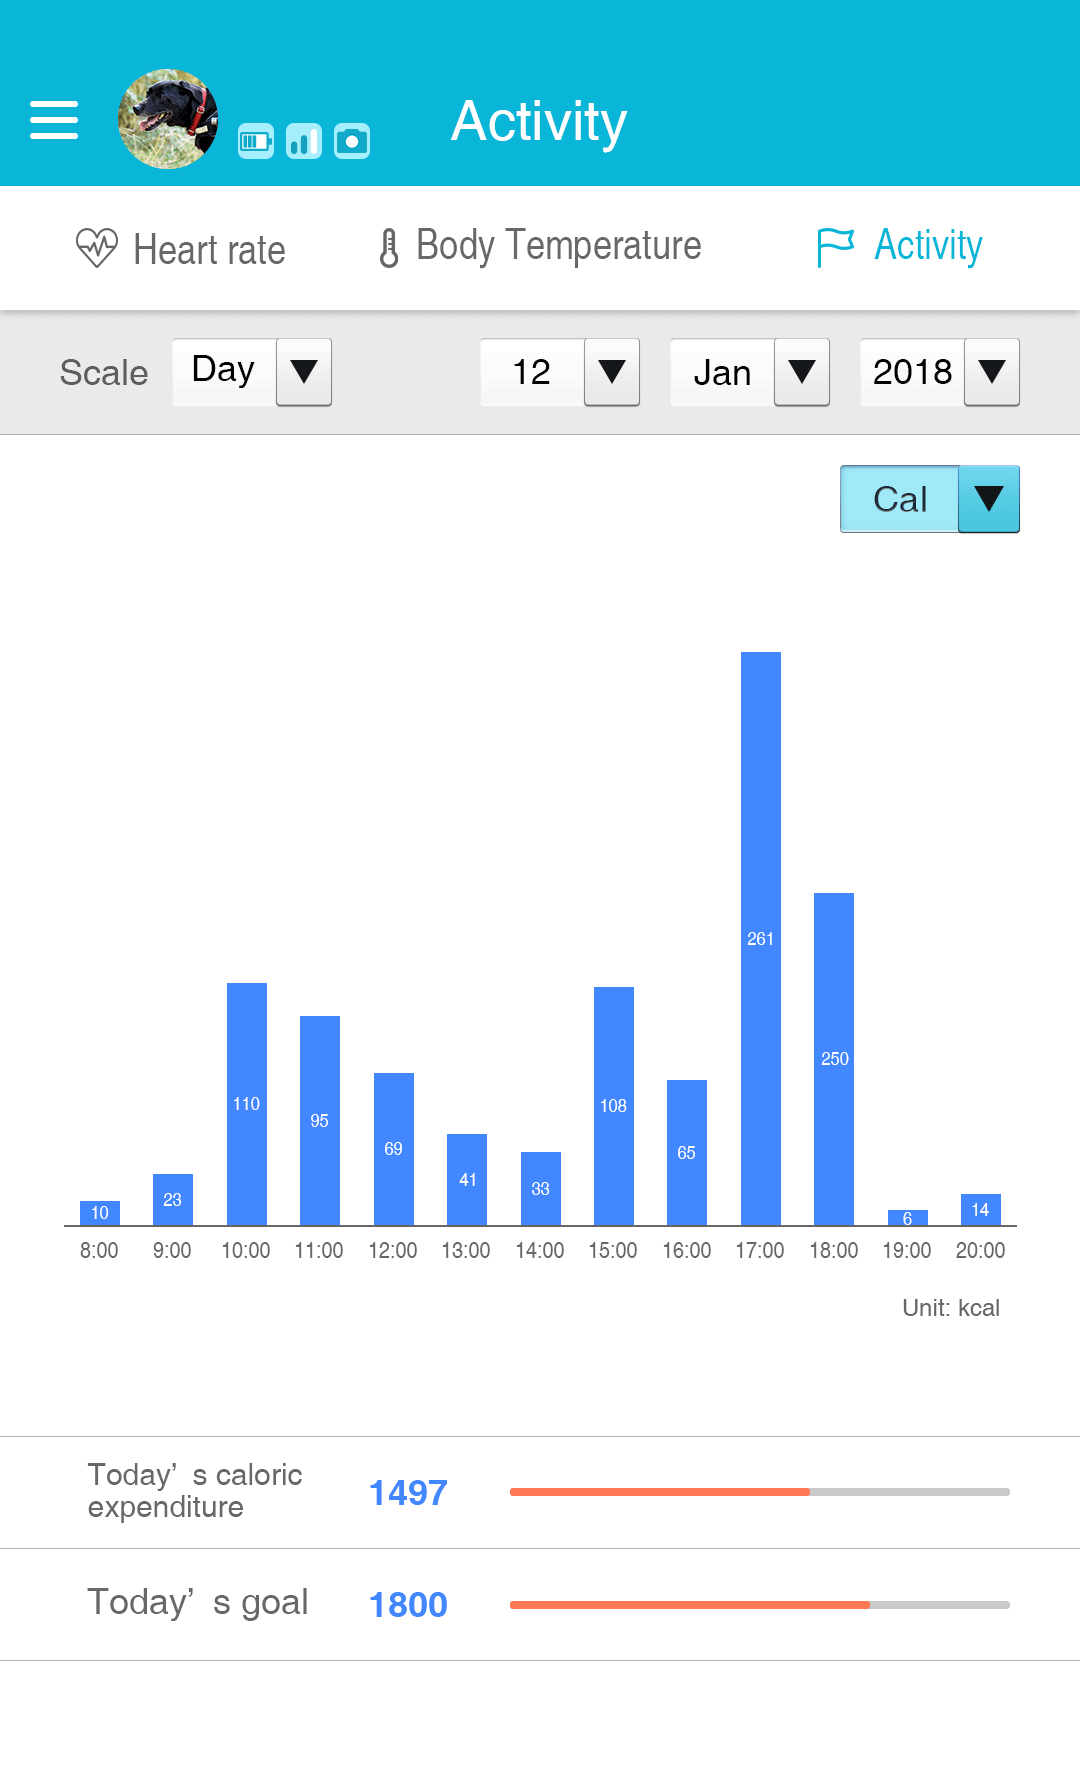 Activity
Heart rate
Body Temperature
Activity
Scale Day 12 Jan 2018
Cal
261
250
110
108
95
69
65
41
33
23
14
10
6
8:00 9:00 10:00 11:00 12:00 13:00 14:00 15:00 16:00 17:00 18:00 19:00 20:00
Unit: kcal
Today’ s caloric
expenditure
1497
Today’ s goal
1800